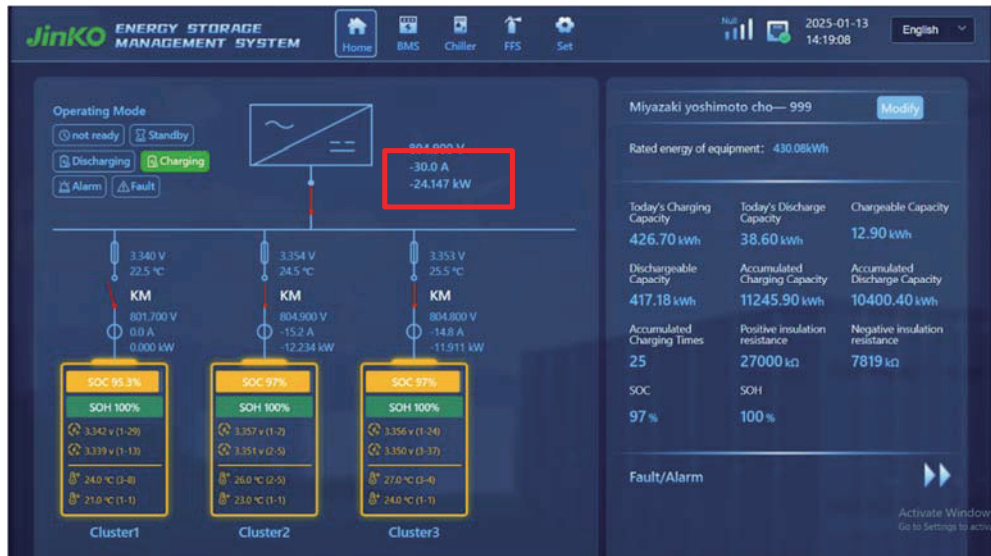 JinKO ENERGY STORAGE
MANAGEMENT SYSTEM
Home
BMS
Chiller
FFS
Set
Null
2025-01-13
14:19:08
English
Operating Mode
not ready
Standby
Discharging
Charging
Alarm
Fault
804.900 V
-30.0 A
-24.147 kW
3.340 V
22.5 ℃
KM
801.700 V
0.0 A
0.000 kW
SOC 95.3%
SOH 100%
3.342 v (1-29)
3.339 v (1-13)
24.0 ℃ (3-8)
21.0 ℃ (1-1)
Cluster1
3.354 V
24.5 ℃
KM
804.900 V
-15.2 A
-12.234 kW
SOC 97%
SOH 100%
3.357 v (1-2)
3.351 v (2-5)
26.0 ℃ (2-5)
23.0 ℃ (1-1)
Cluster2
3.353 V
25.5 ℃
KM
804.800 V
-14.8 A
-11.911 kW
SOC 97%
SOH 100%
3.356 v (1-24)
3.350 v (3-37)
27.0 ℃ (3-4)
24.0 ℃ (1-1)
Cluster3
Miyazaki yoshimoto cho— 999
Modify
Rated energy of equipment: 430.08kWh
Today's Charging
Capacity
426.70 kWh
Today's Discharge
Capacity
38.60 kWh
Chargeable Capacity
12.90 kWh
Dischargeable
Capacity
417.18 kWh
Accumulated
Charging Capacity
11245.90 kWh
Accumulated
Discharge Capacity
10400.40 kWh
Accumulated
Charging Times
25
Positive insulation
resistance
27000 kΩ
Negative insulation
resistance
7819 kΩ
SOC
97 %
SOH
100 %
Fault/Alarm
Activate Window
Go to Settings to activ